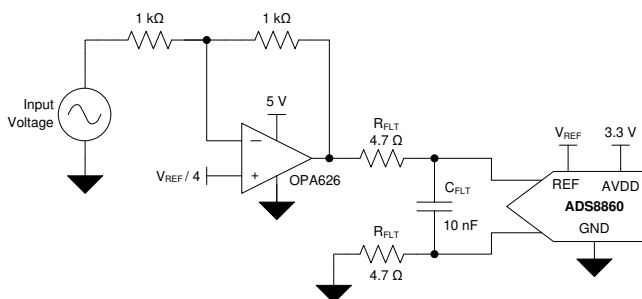 1 kΩ
1 kΩ
Input
Voltage
5 V
−
+
V_REF / 4
OPA626
R_FLT
4.7 Ω
C_FLT
10 nF
R_FLT
4.7 Ω
V_REF
3.3 V
REF
AVDD
ADS8860
GND